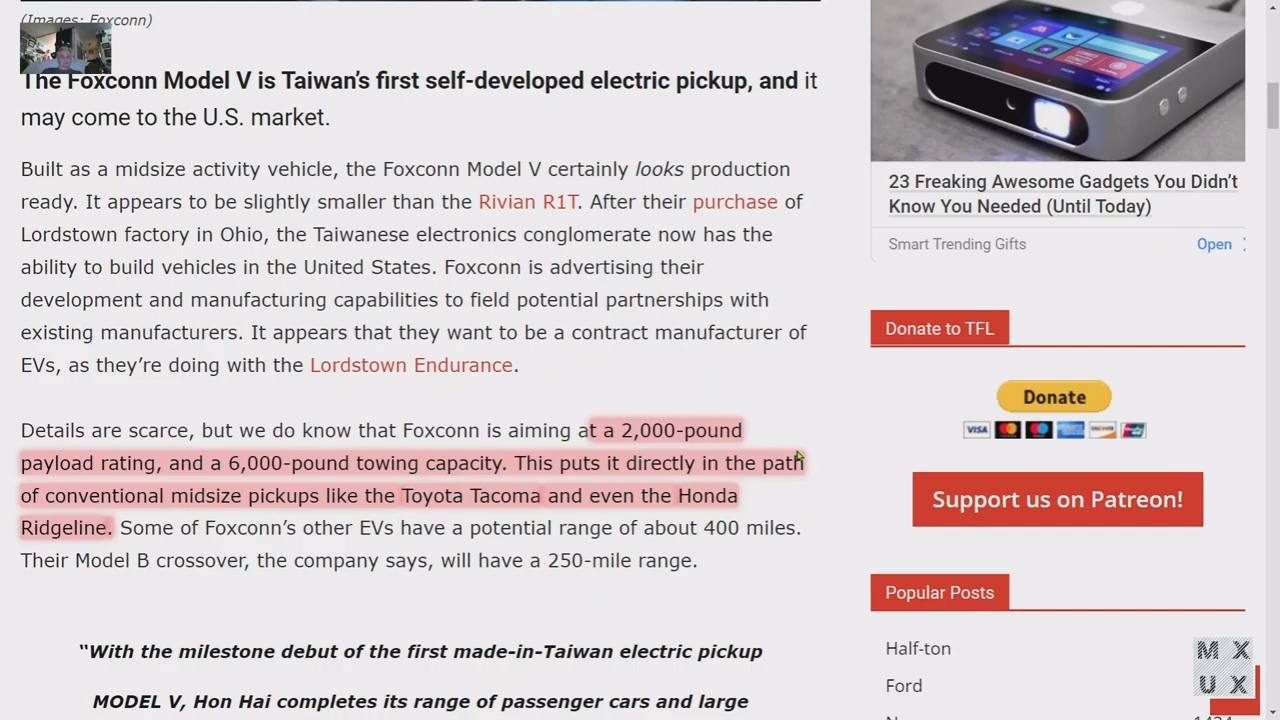 (Images: Foxconn)
The Foxconn Model V is Taiwan’s first self-developed electric pickup, and it
may come to the U.S. market.
Built as a midsize activity vehicle, the Foxconn Model V certainly looks production
ready. It appears to be slightly smaller than the Rivian R1T. After their purchase of
Lordstown factory in Ohio, the Taiwanese electronics conglomerate now has the
ability to build vehicles in the United States. Foxconn is advertising their
development and manufacturing capabilities to field potential partnerships with
existing manufacturers. It appears that they want to be a contract manufacturer of
EVs, as they’re doing with the Lordstown Endurance.
Details are scarce, but we do know that Foxconn is aiming at a 2,000-pound
payload rating, and a 6,000-pound towing capacity. This puts it directly in the path
of conventional midsize pickups like the Toyota Tacoma and even the Honda
Ridgeline. Some of Foxconn’s other EVs have a potential range of about 400 miles.
Their Model B crossover, the company says, will have a 250-mile range.
“With the milestone debut of the first made-in-Taiwan electric pickup
MODEL V, Hon Hai completes its range of passenger cars and large
23 Freaking Awesome Gadgets You Didn’t
Know You Needed (Until Today)
Smart Trending Gifts
Open
Donate to TFL
Donate
VISA
Support us on Patreon!
Popular Posts
Half-ton
Ford
M X
U X